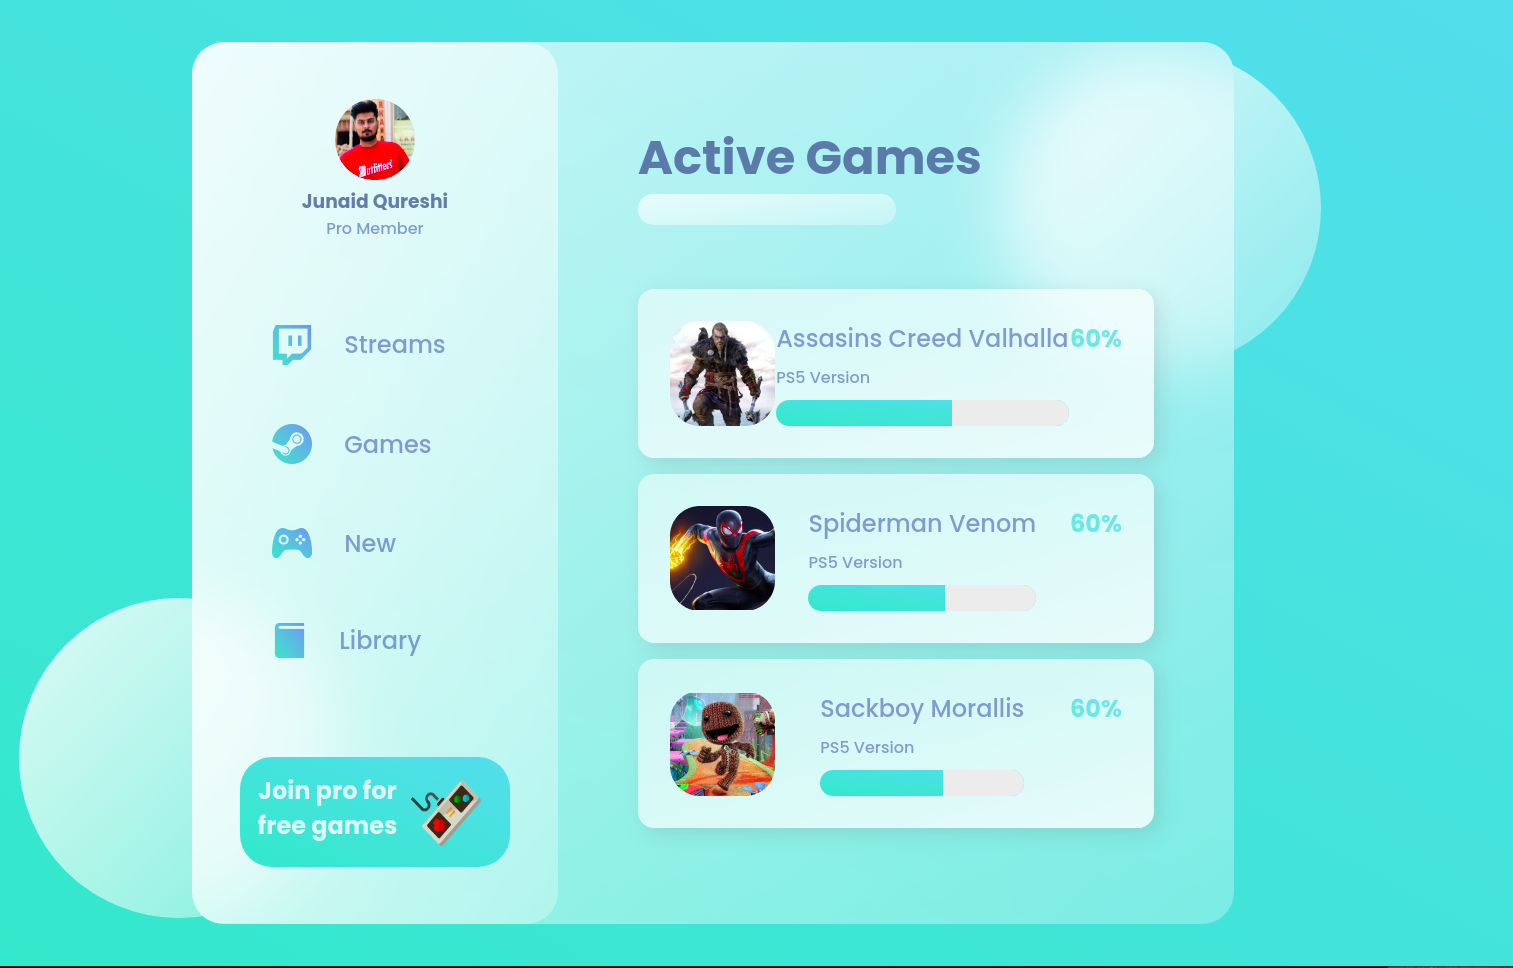 Outfitters
Junaid Qureshi
Pro Member
Streams
Games
New
Library
Join pro for
free games
Active Games
Assasins Creed Valhalla 60%
PS5 Version
Spiderman Venom 60%
PS5 Version
Sackboy Morallis 60%
PS5 Version